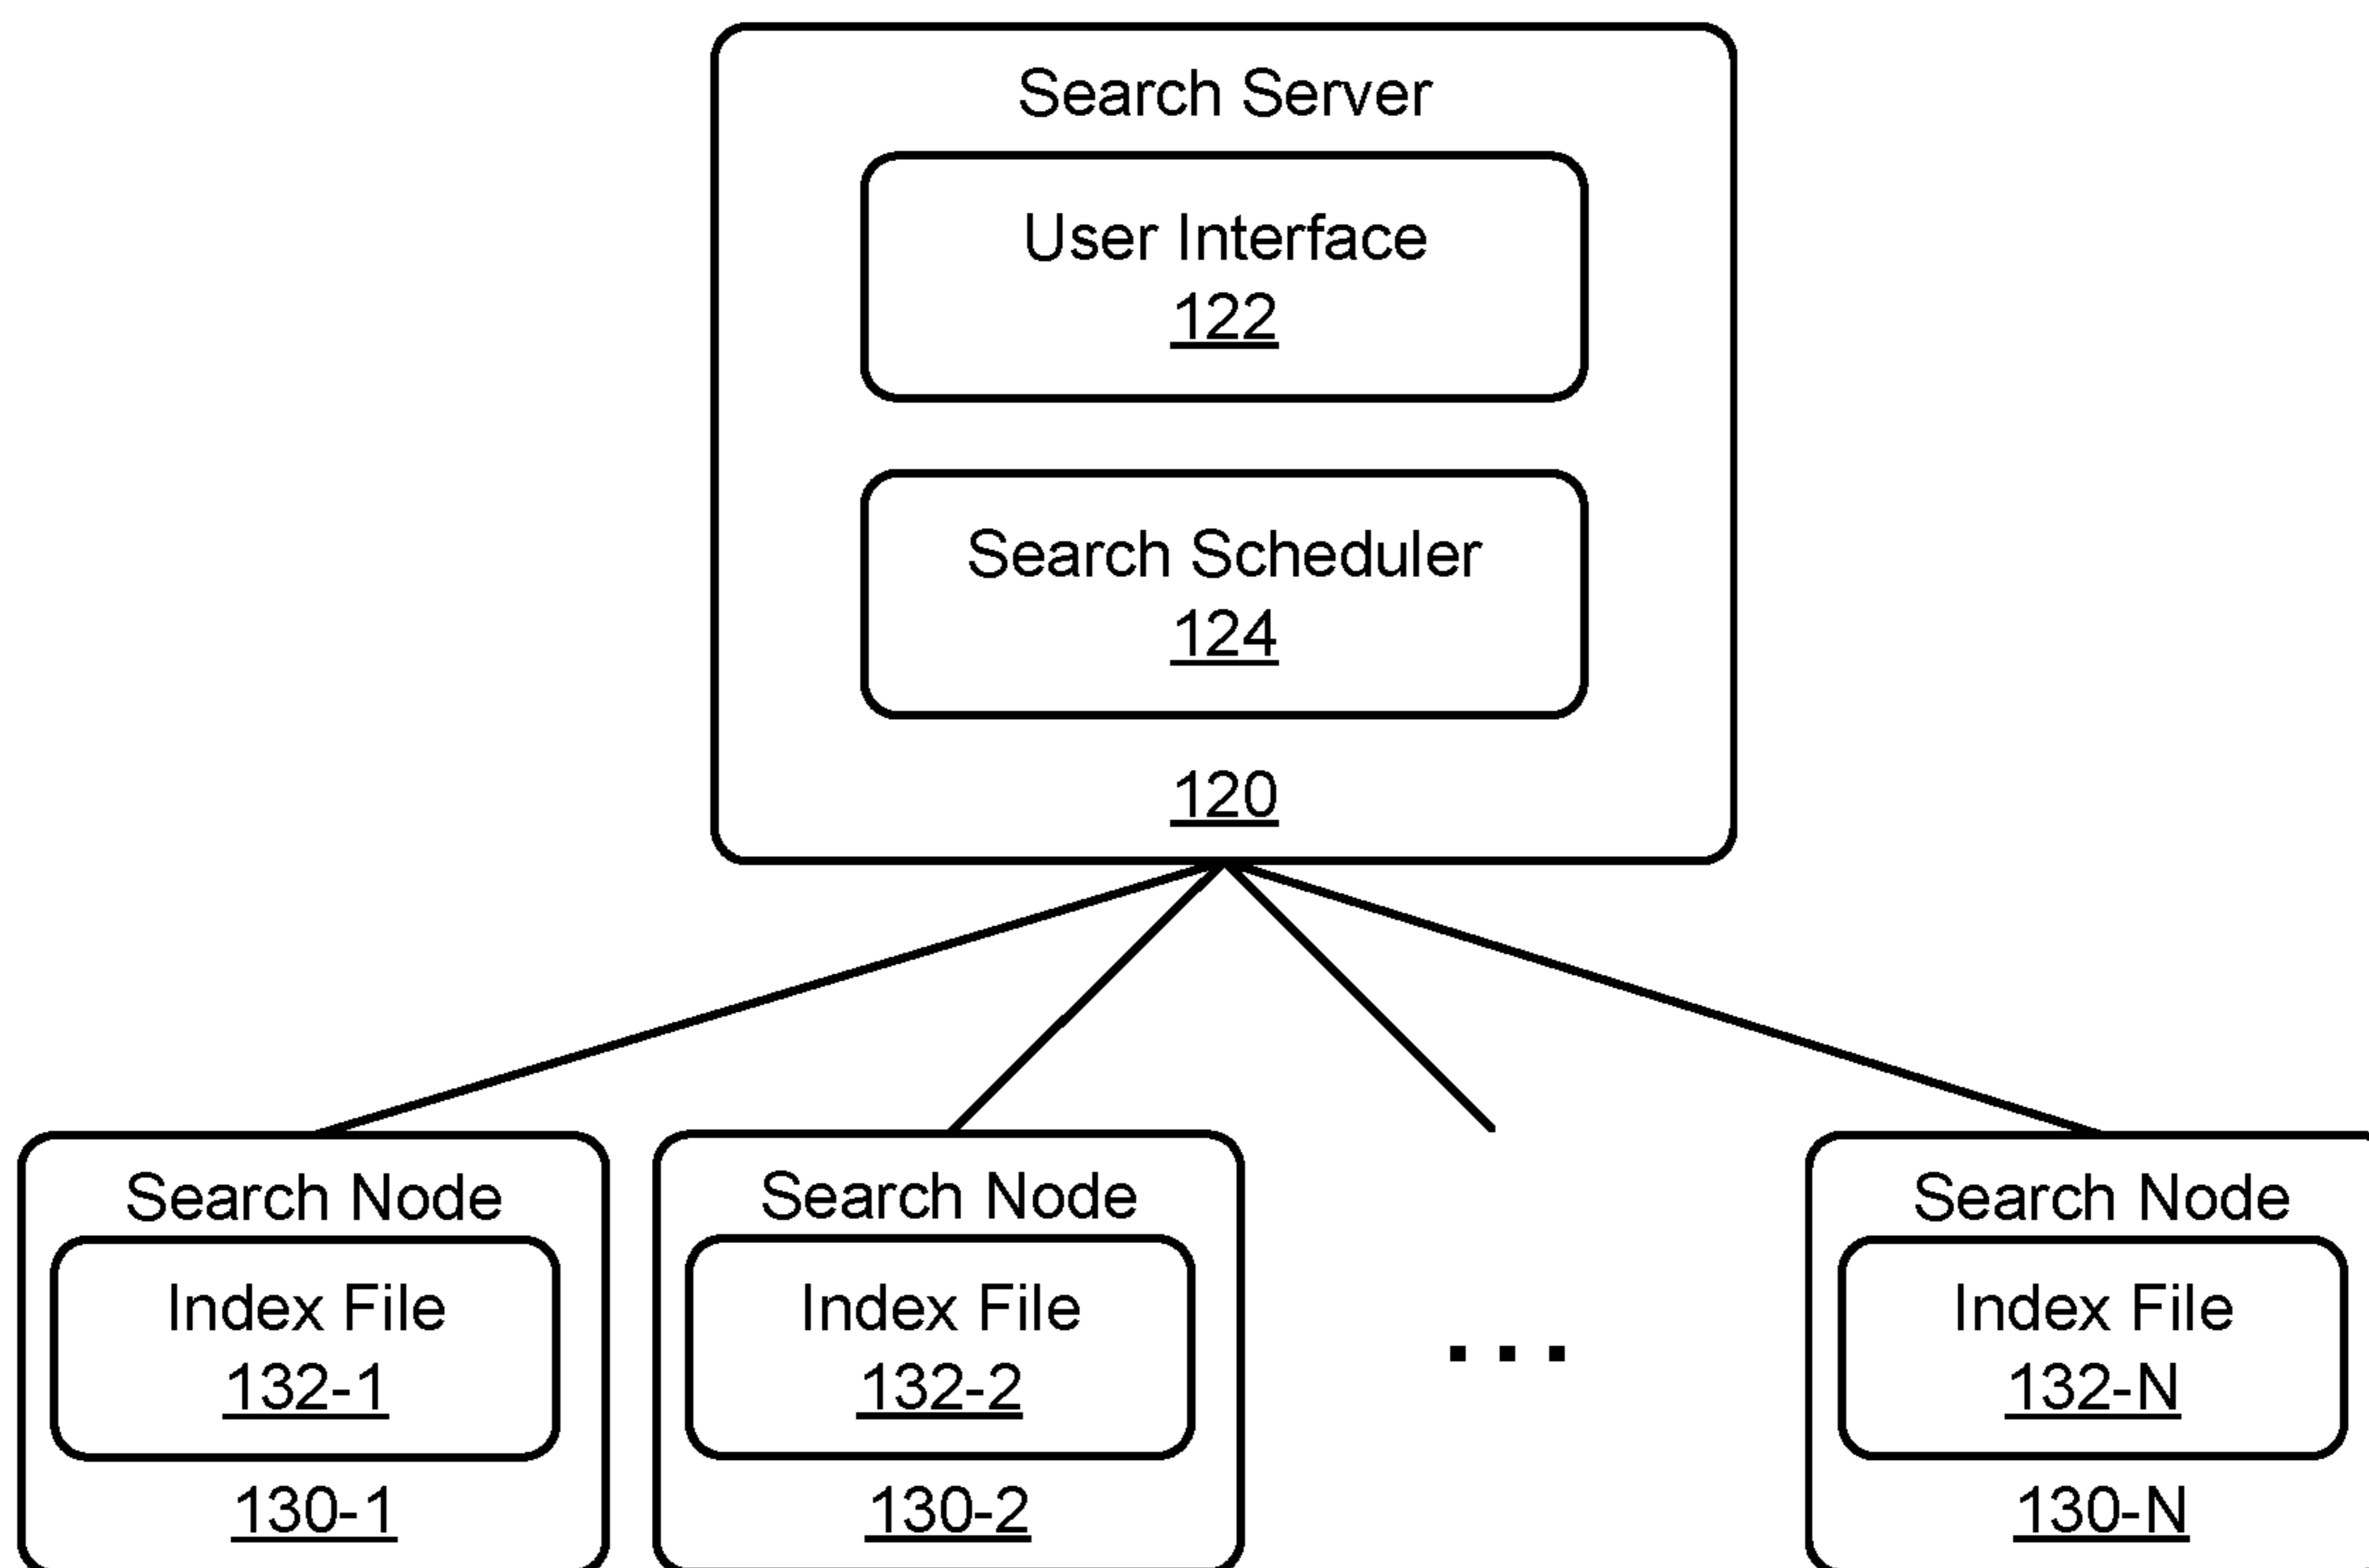 Search Server
User Interface
122
Search Scheduler
124
120
Search Node
Index File
132-1
130-1
Search Node
Index File
132-2
130-2
...
Search Node
Index File
132-N
130-N